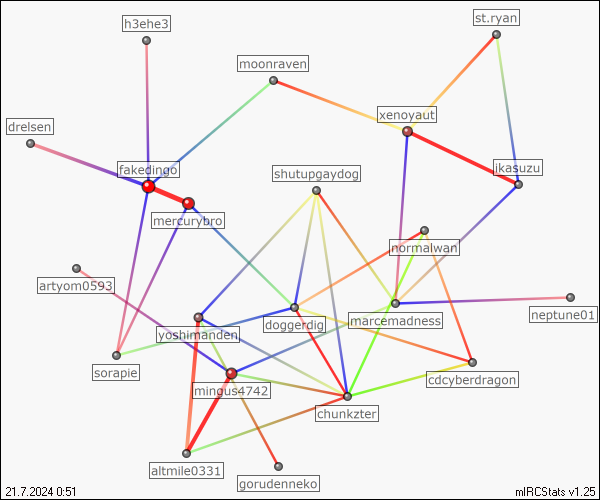 h3ehe3
st.ryan
moonraven
xenoyaut
drelsen
fakedingo
shutupgaydog
ikasuzu
mercurybro
normalwan
artyom0593
yoshimanden
doggerdig
marcemadness
neptune01
sorapie
mingus4742
cdcyberdragon
chunkzter
altmile0331
gorudenneko
21.7.2024 0:51
mIRCStats v1.25